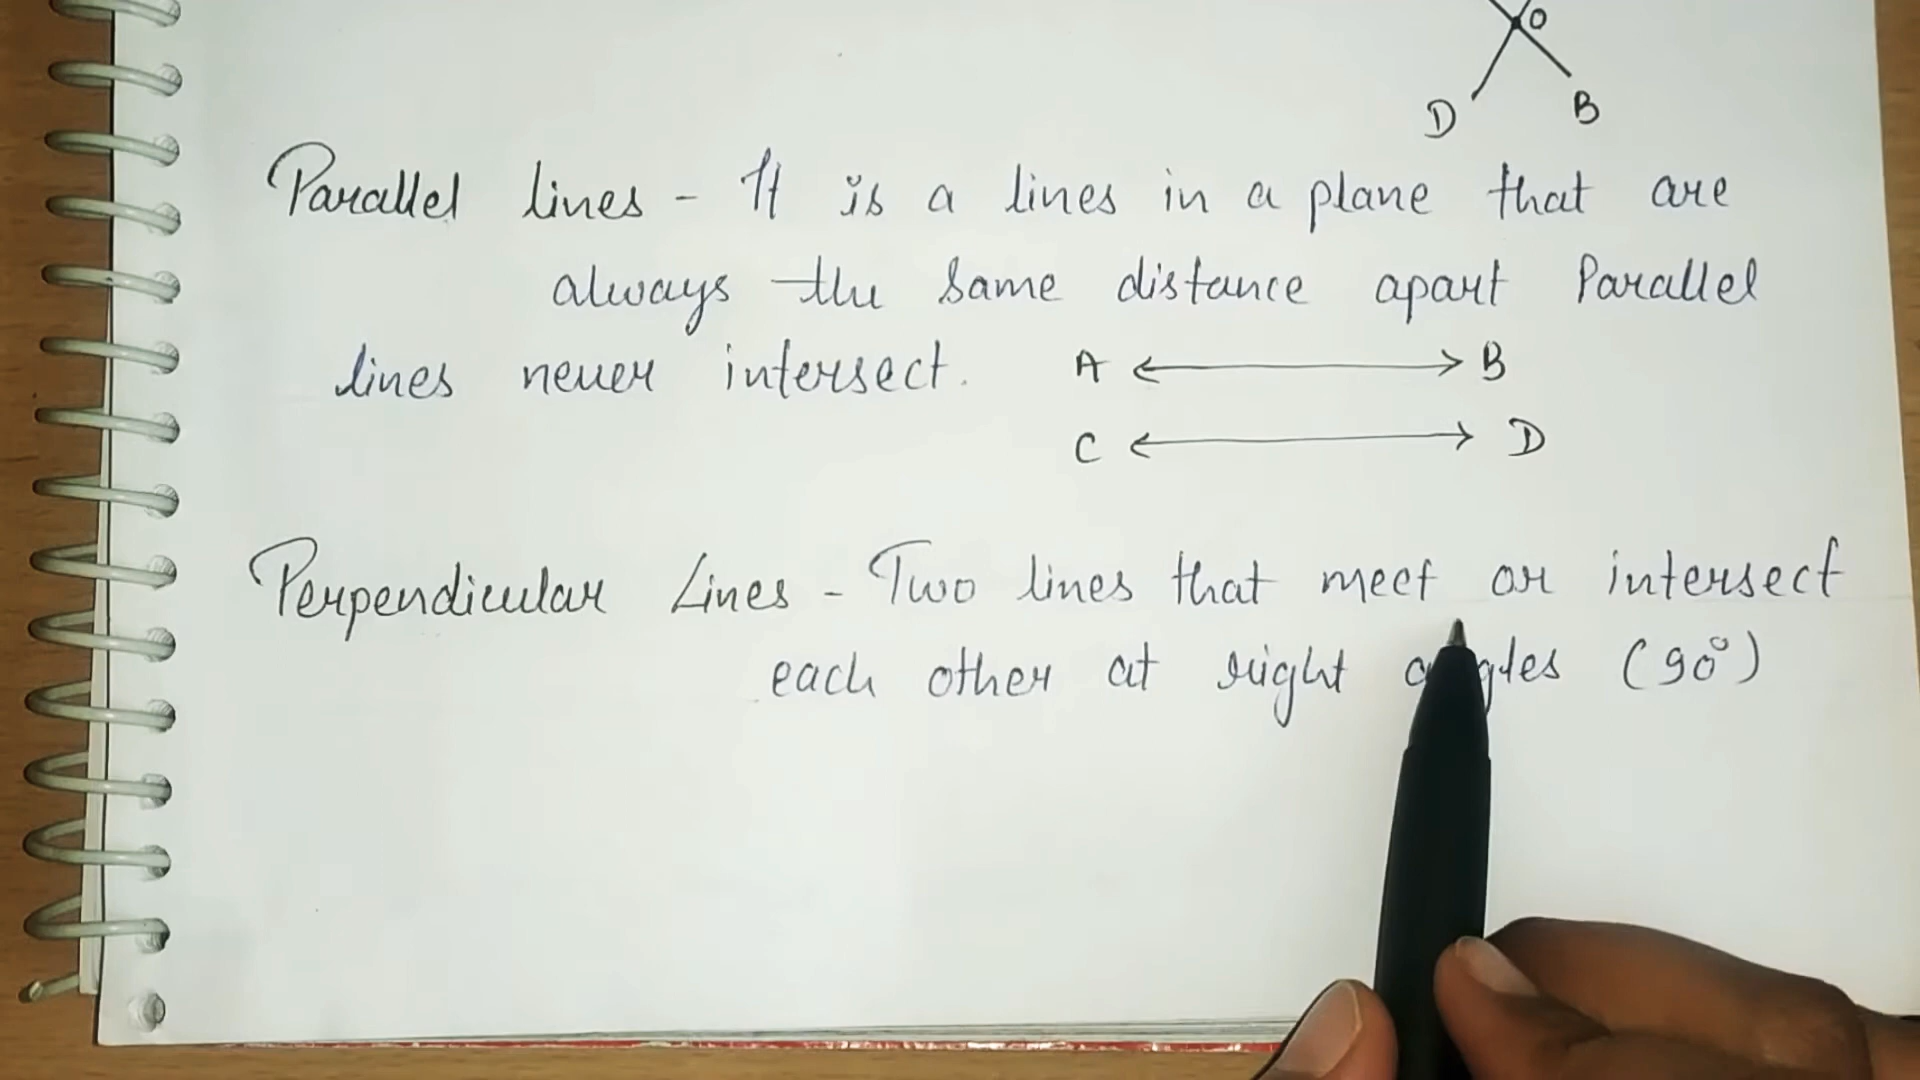 O
D B
Parallel lines - It is a lines in a plane that are
always the same distance apart Parallel
lines never intersect. A B
C D
Perpendicular Lines - Two lines that meet or intersect
each other at right angles (90°)